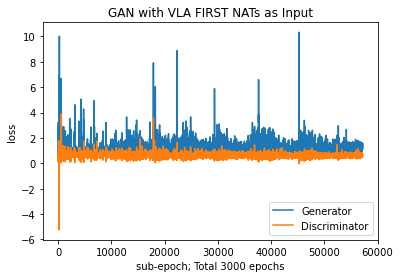 GAN with VLA FIRST NATs as Input
loss
10
8
6
4
2
0
−2
−4
−6
0 10000 20000 30000 40000 50000 60000
sub-epoch; Total 3000 epochs
Generator
Discriminator